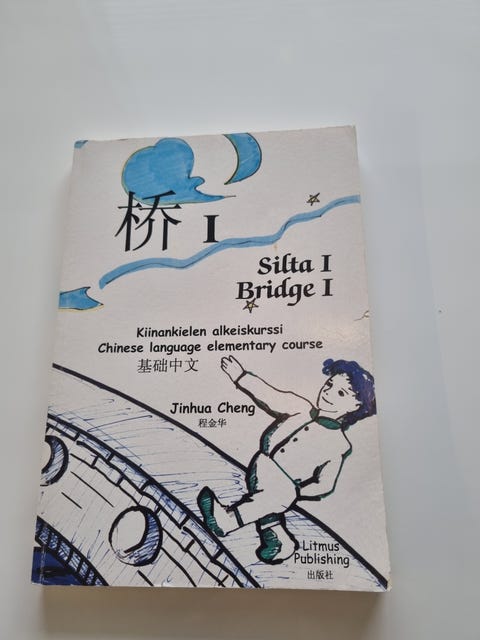 桥 I
Silta I
Bridge I
Kiinankielen alkeiskurssi
Chinese language elementary course
基础中文
Jinhua Cheng
程金华
Litmus
Publishing
出版社